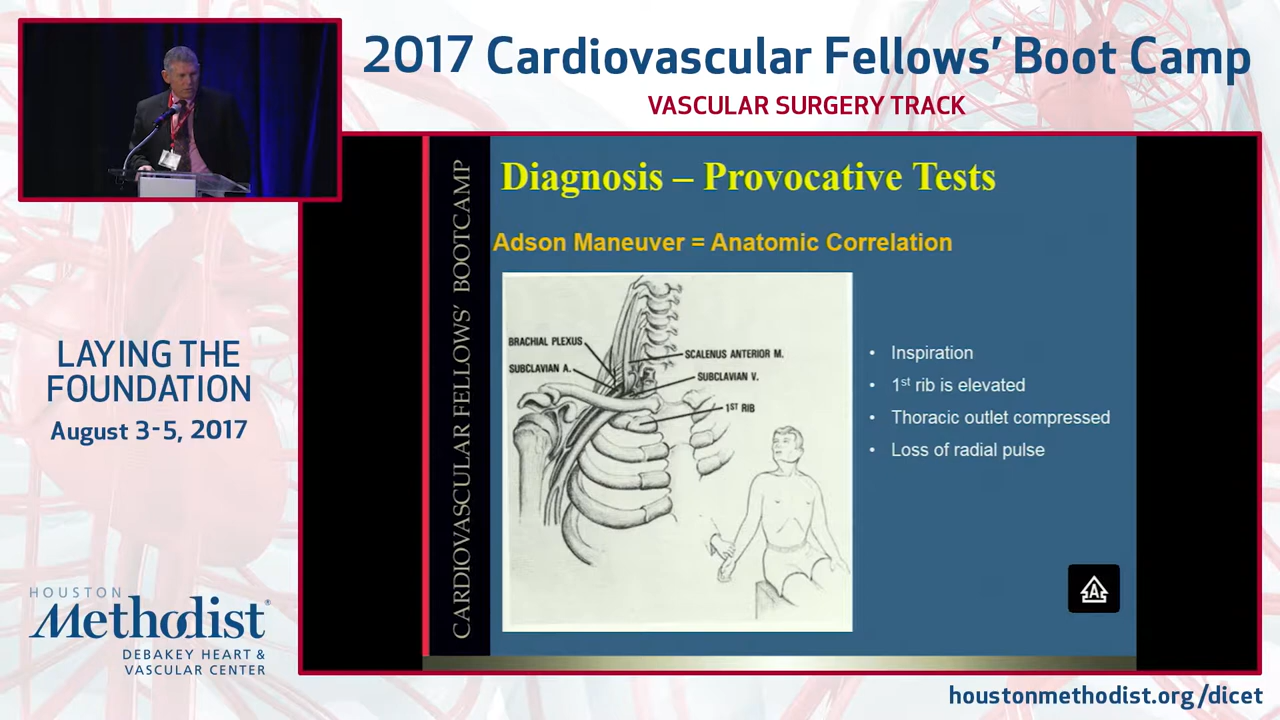 2017 Cardiovascular Fellows' Boot Camp
VASCULAR SURGERY TRACK
LAYING THE
FOUNDATION
August 3-5, 2017
HOUSTON
Methodist®
DEBAKEY HEART &
VASCULAR CENTER
CARDIOVASCULAR FELLOWS' BOOTCAMP
Diagnosis – Provocative Tests
Adson Maneuver = Anatomic Correlation
BRACHIAL PLEXUS
SUBCLAVIAN A.
SCALENUS ANTERIOR M.
SUBCLAVIAN V.
1ST RIB
• Inspiration
• 1st rib is elevated
• Thoracic outlet compressed
• Loss of radial pulse
A
houstonmethodist.org/dicet